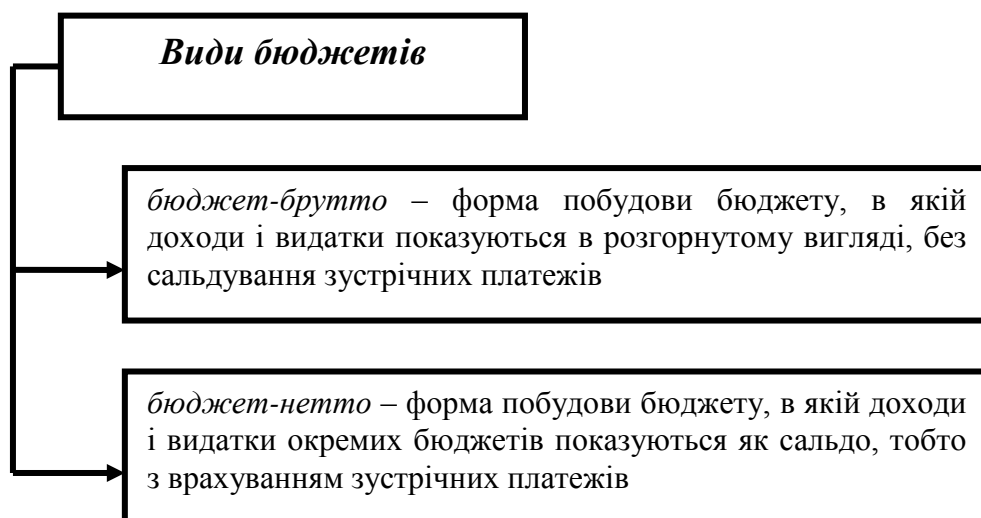 Види бюджетів
бюджет-брутто – форма побудови бюджету, в якій
доходи і видатки показуються в розгорнутому вигляді, без
сальдування зустрічних платежів
бюджет-нетто – форма побудови бюджету, в якій доходи
і видатки окремих бюджетів показуються як сальдо, тобто
з врахуванням зустрічних платежів